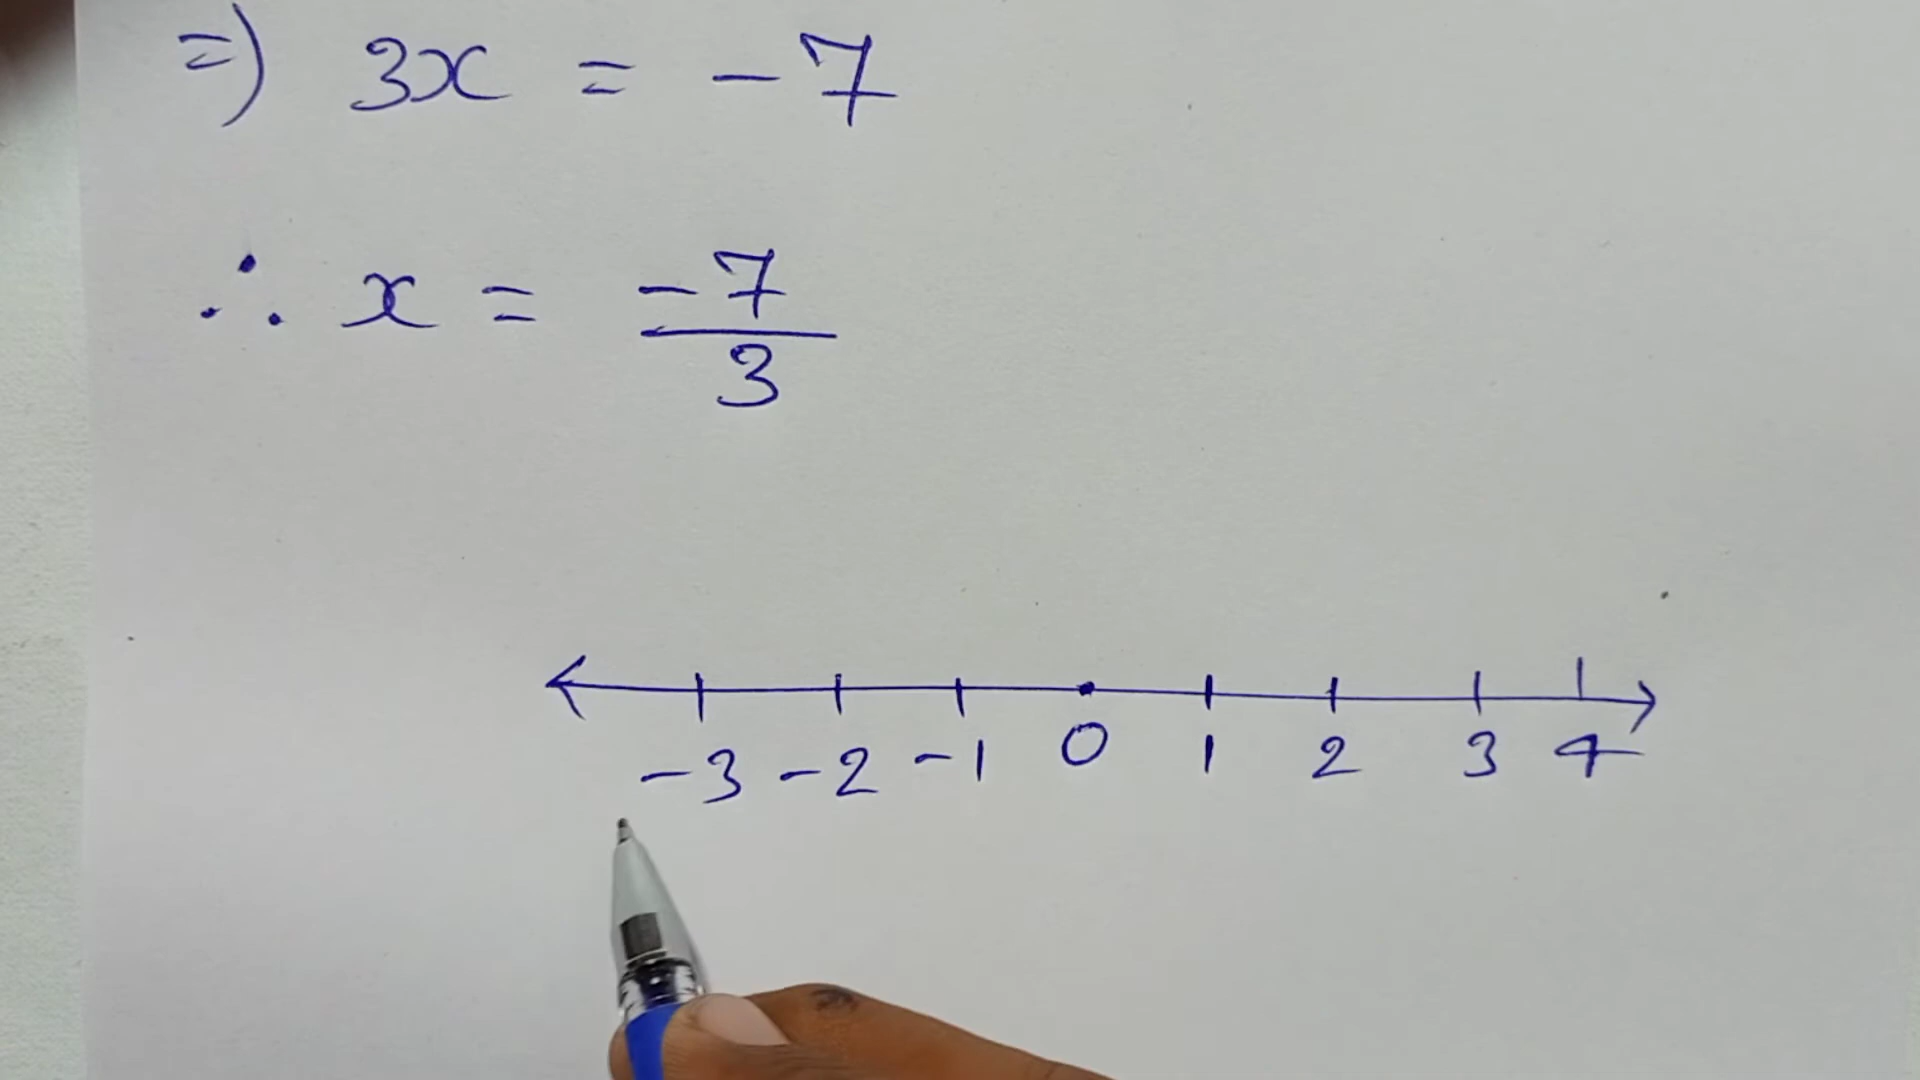 => 3x = -7
∴ x = -7/3
-3 -2 -1 0 1 2 3 4